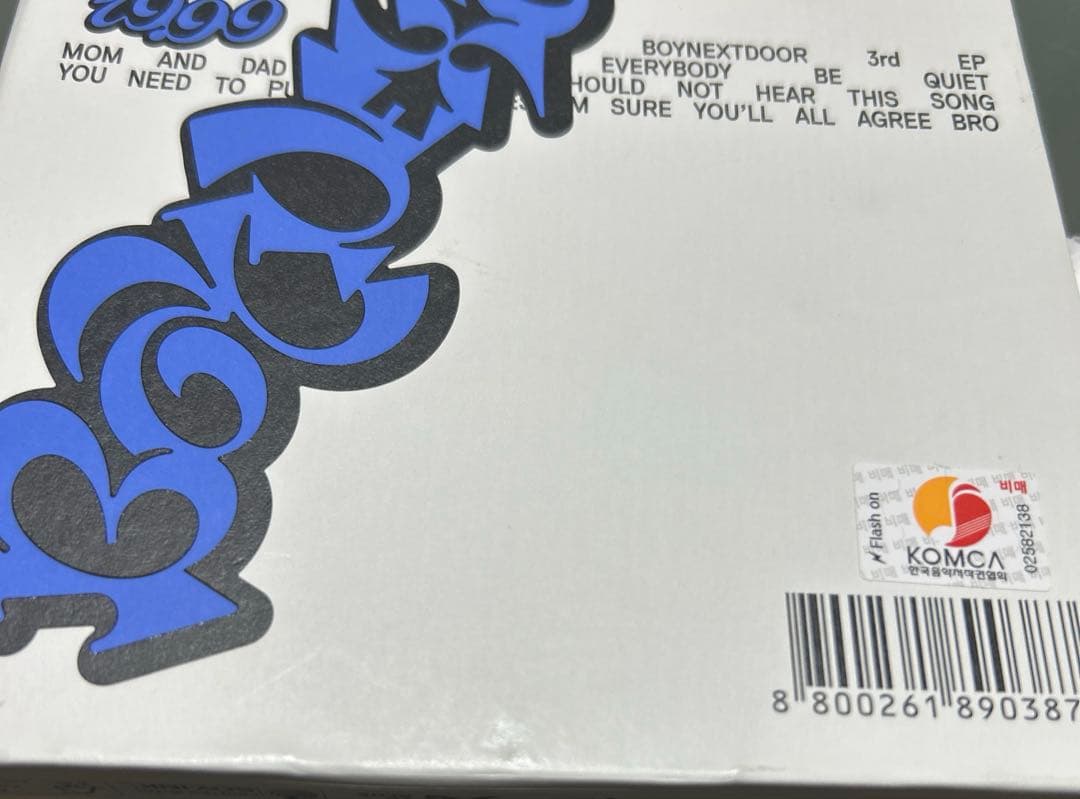 19.99
BOYNEXTDOOR 3rd EP
MOM AND DAD EVERYBODY BE QUIET
YOU NEED TO PU HOULD NOT HEAR THIS SONG
M SURE YOU'LL ALL AGREE BRO
비매
Flash on
02582138
KOMCA
한국음악저작권협회
8 800261 890387